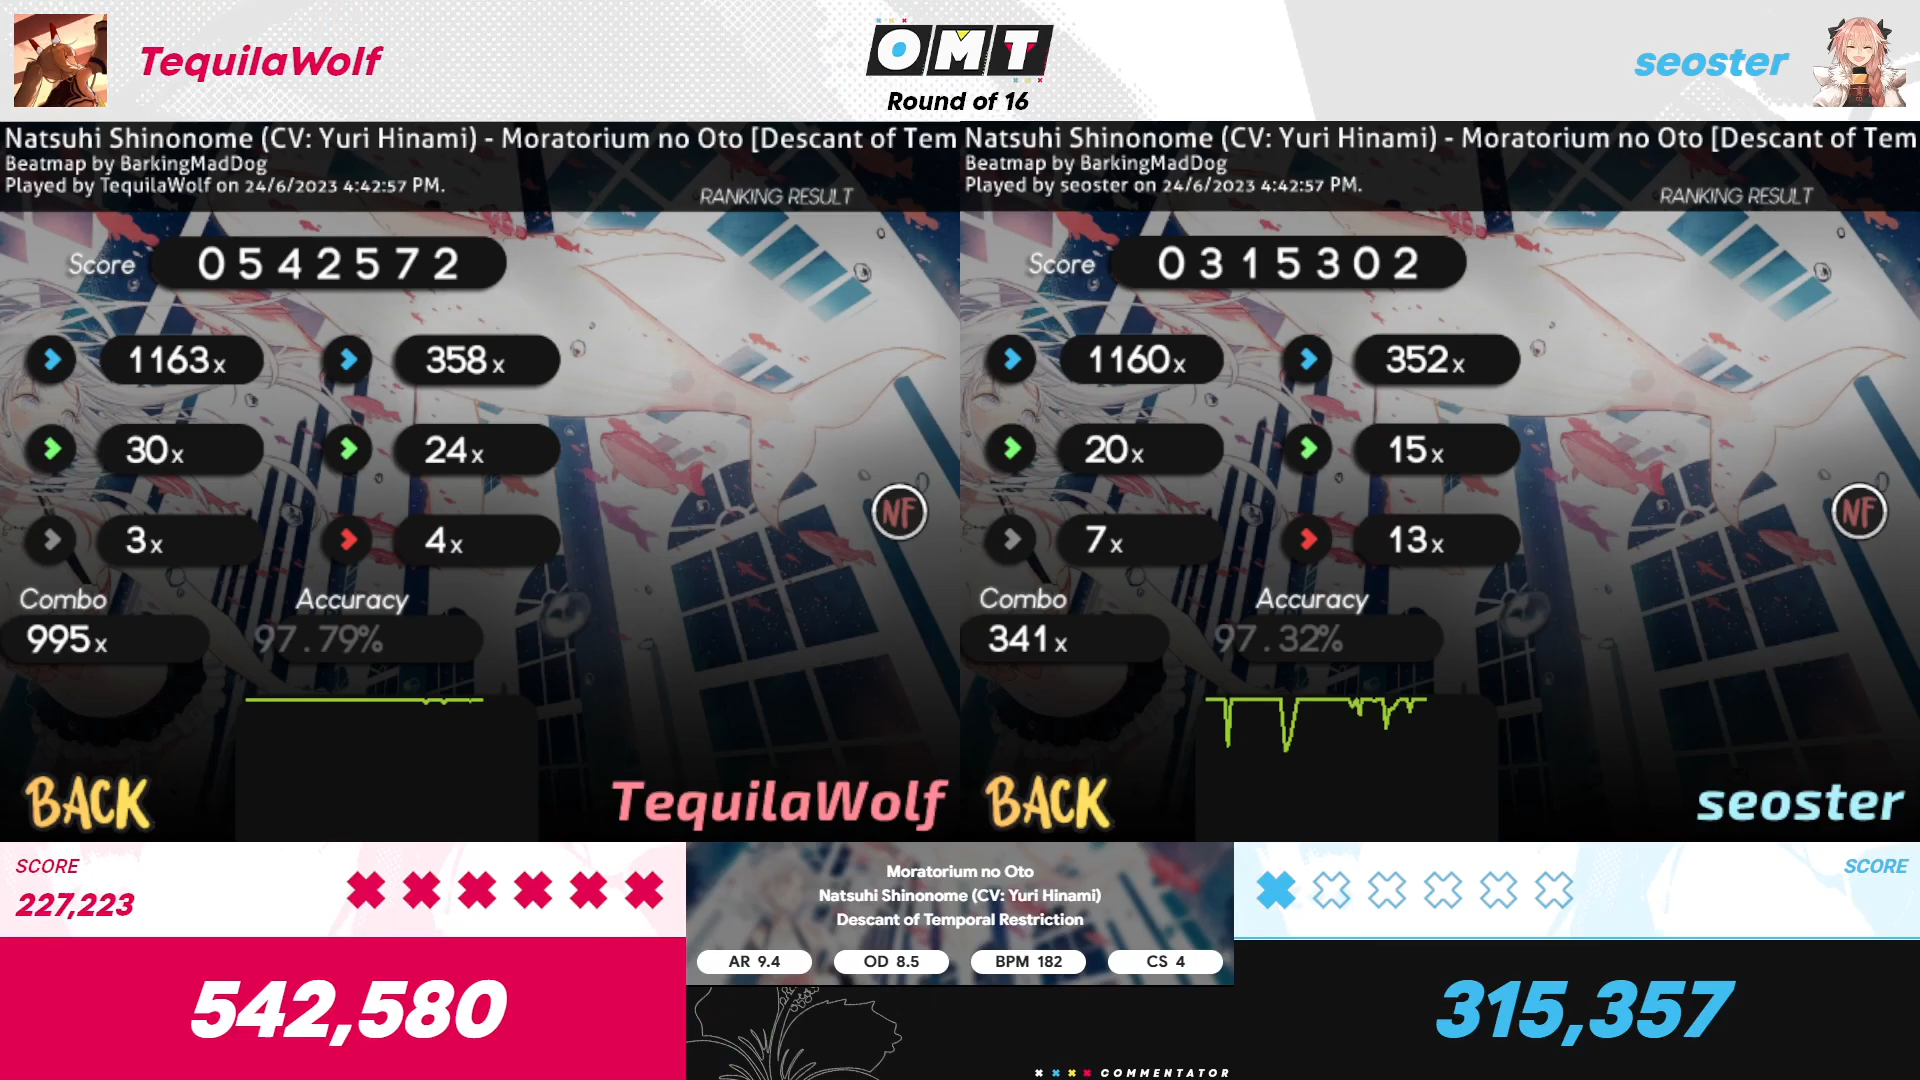 TequilaWolf
OMT
Round of 16
seoster
Natsuhi Shinonome (CV: Yuri Hinami) - Moratorium no Oto [Descant of Tem
Beatmap by BarkingMadDog
Played by TequilaWolf on 24/6/2023 4:42:57 PM.
RANKING RESULT
Score 0542572
1163x 358x
30x 24x
3x 4x
Combo Accuracy
995x 97.79%
NF
BACK
TequilaWolf
Natsuhi Shinonome (CV: Yuri Hinami) - Moratorium no Oto [Descant of Tem
Beatmap by BarkingMadDog
Played by seoster on 24/6/2023 4:42:57 PM.
RANKING RESULT
Score 0315302
1160x 352x
20x 15x
7x 13x
Combo Accuracy
341x 97.32%
NF
BACK
seoster
SCORE
227,223
542,580
Moratorium no Oto
Natsuhi Shinonome (CV: Yuri Hinami)
Descant of Temporal Restriction
AR 9.4 OD 8.5 BPM 182 CS 4
COMMENTATOR
SCORE
315,357